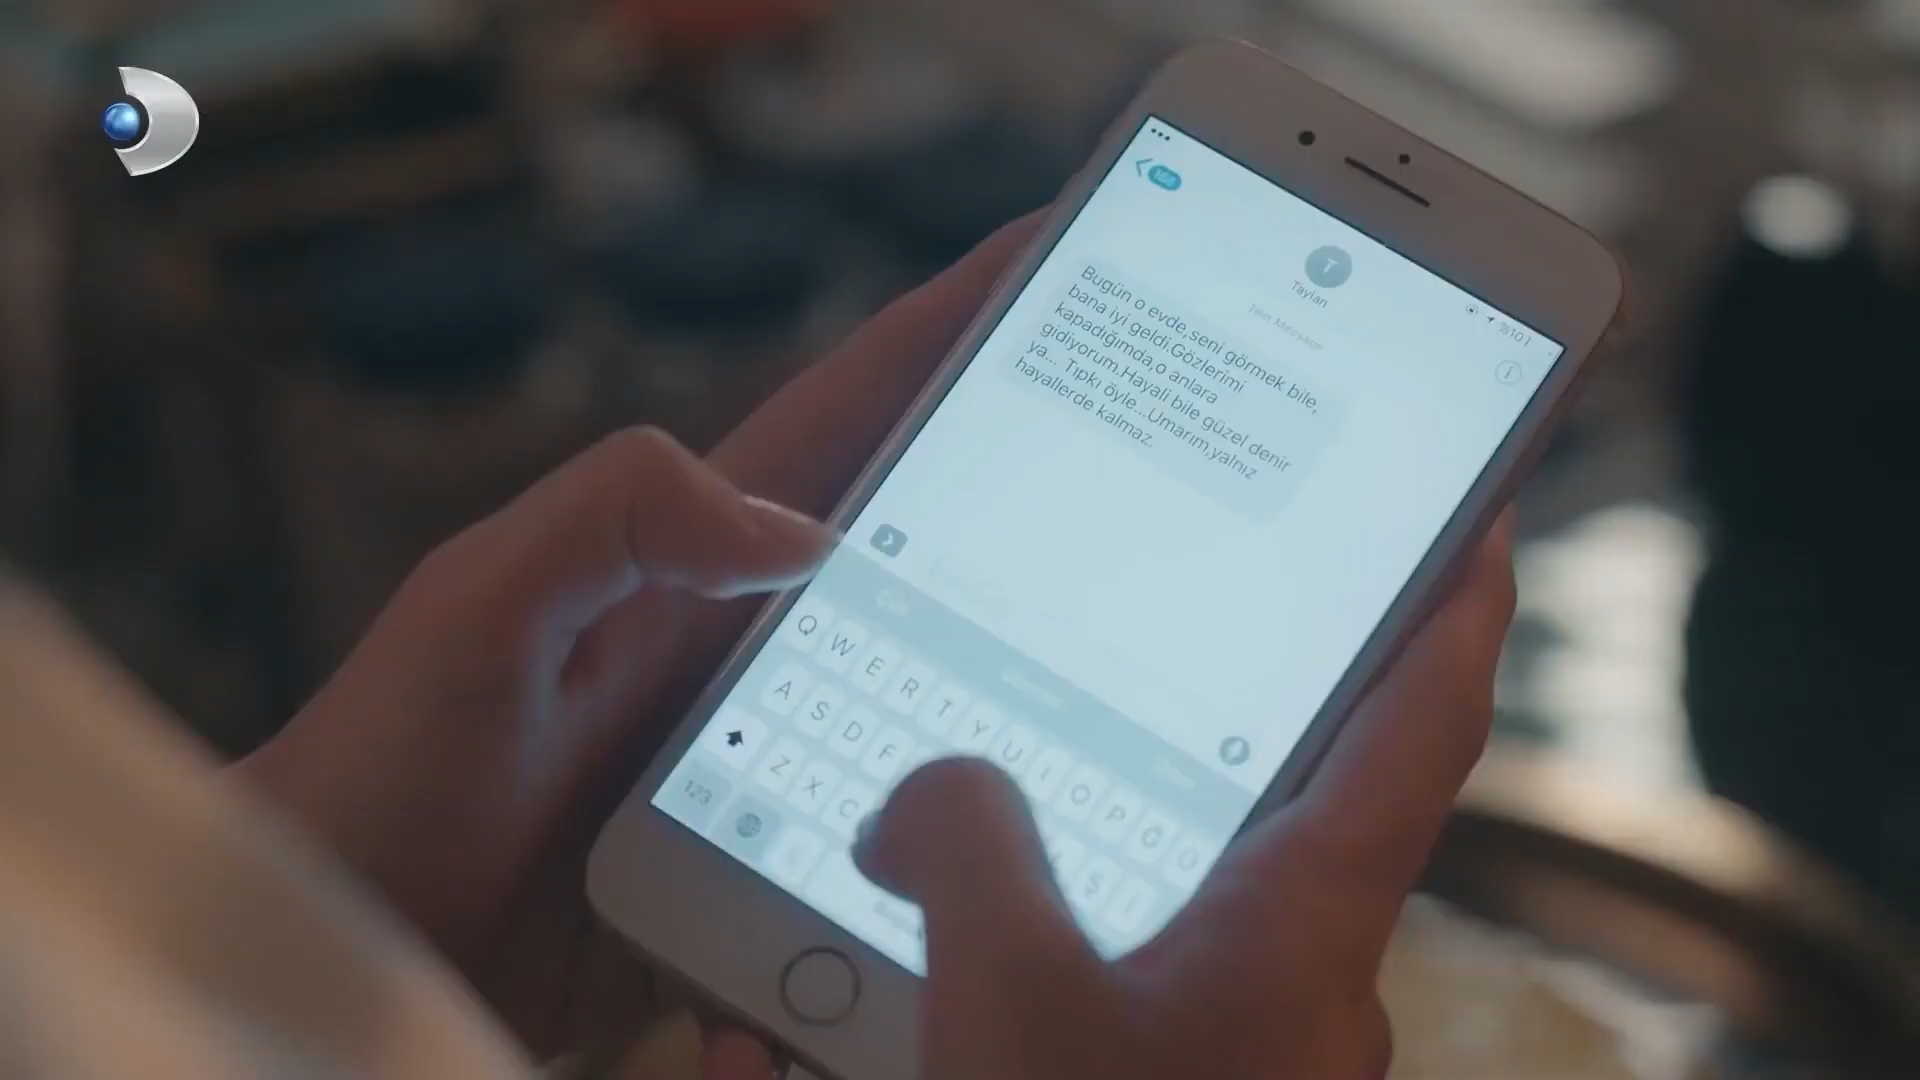 %101
Taylan
Bugün o evde,seni görmek bile,
bana iyi geldi.Gözlerimi
kapadığımda,o anlara
gidiyorum.Hayali bile güzel denir
ya... Tıpkı öyle...Umarım,yalnız
hayallerde kalmaz.
Q W E R T Y U I O P Ğ Ü
A S D F Ş İ
Z X C
123